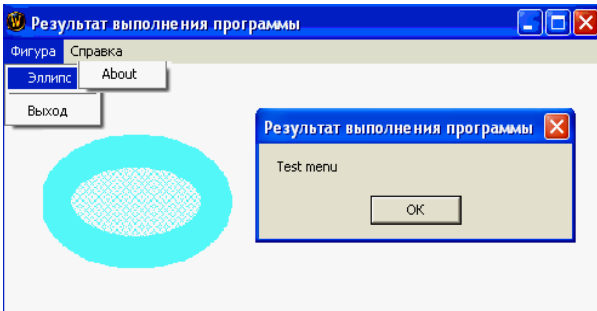 Результат выполнения программы
Фигура Справка
Эллипс About
Выход
Результат выполнения программы
Test menu
OK